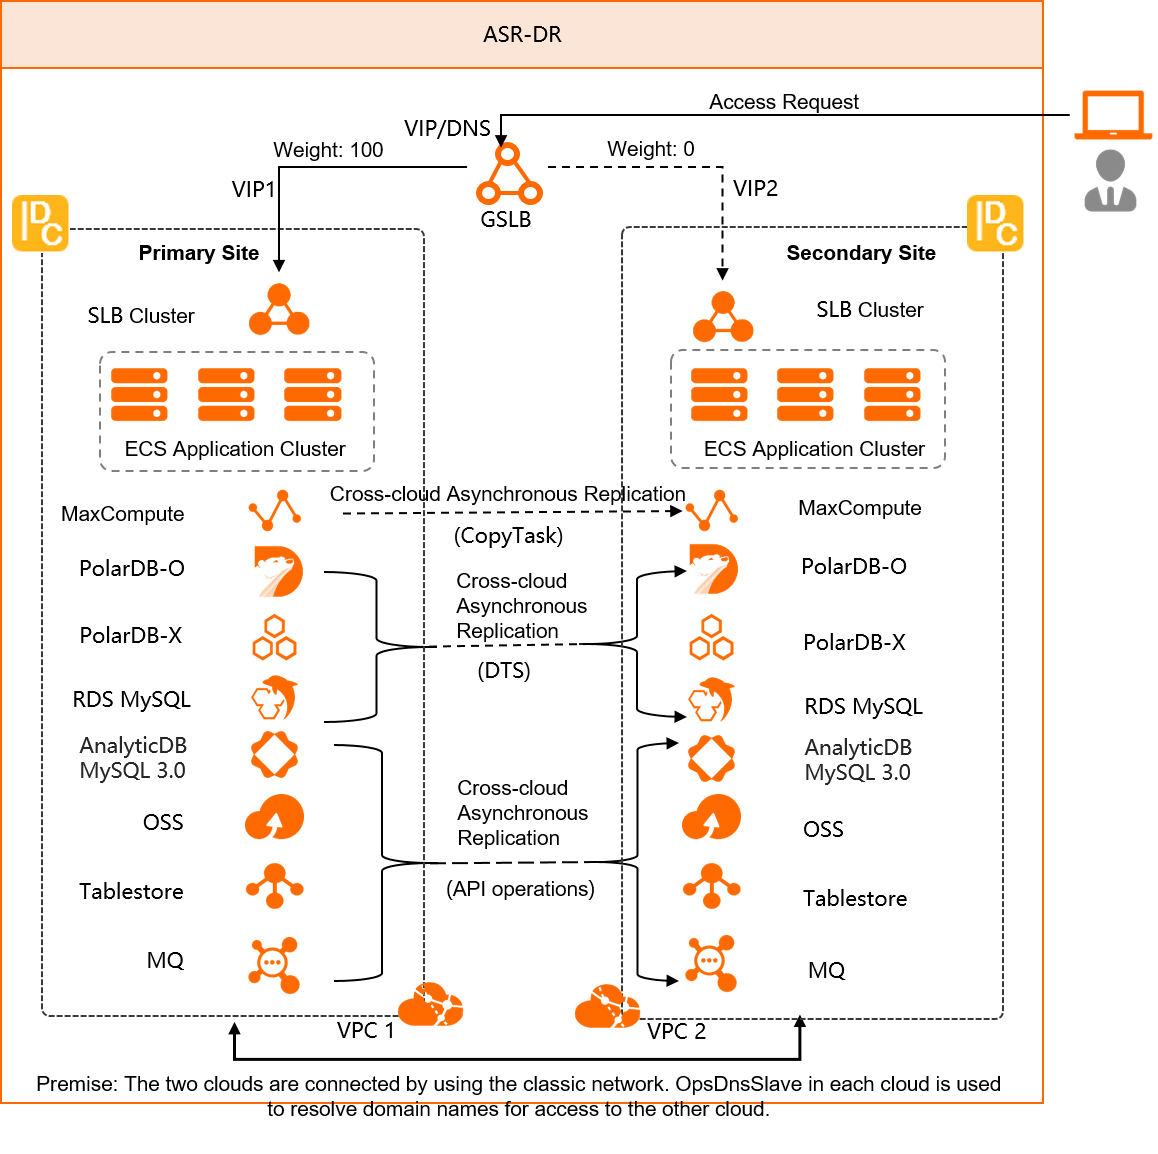 ASR-DR
Access Request
VIP/DNS
Weight: 100
Weight: 0
VIP1
VIP2
GSLB
DC
DC
Primary Site
Secondary Site
SLB Cluster
SLB Cluster
ECS Application Cluster
ECS Application Cluster
Cross-cloud Asynchronous Replication
MaxCompute
MaxCompute
(CopyTask)
PolarDB-O
PolarDB-O
Cross-cloud
Asynchronous
Replication
PolarDB-X
PolarDB-X
(DTS)
RDS MySQL
RDS MySQL
AnalyticDB
MySQL 3.0
AnalyticDB
MySQL 3.0
Cross-cloud
Asynchronous
Replication
OSS
OSS
(API operations)
Tablestore
Tablestore
MQ
MQ
VPC 1
VPC 2
Premise: The two clouds are connected by using the classic network. OpsDnsSlave in each cloud is used
to resolve domain names for access to the other cloud.